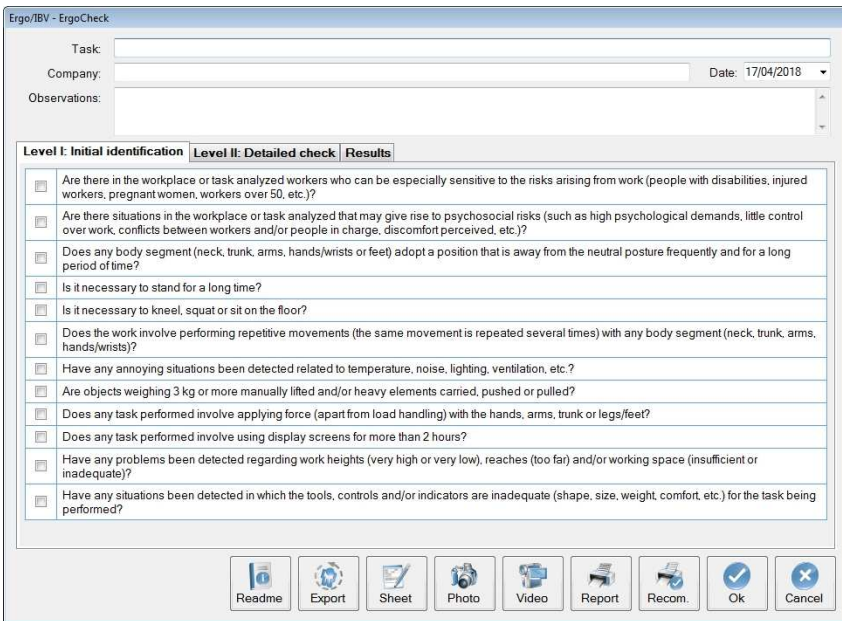 Ergo/IBV - ErgoCheck
Task:
Company:
Date: 17/04/2018
Observations:
Level I: Initial identification Level II: Detailed check Results
Are there in the workplace or task analyzed workers who can be especially sensitive to the risks arising from work (people with disabilities, injured
workers, pregnant women, workers over 50, etc.)?
Are there situations in the workplace or task analyzed that may give rise to psychosocial risks (such as high psychological demands, little control
over work, conflicts between workers and/or people in charge, discomfort perceived, etc.)?
Does any body segment (neck, trunk, arms, hands/wrists or feet) adopt a position that is away from the neutral posture frequently and for a long
period of time?
Is it necessary to stand for a long time?
Is it necessary to kneel, squat or sit on the floor?
Does the work involve performing repetitive movements (the same movement is repeated several times) with any body segment (neck, trunk, arms,
hands/wrists)?
Have any annoying situations been detected related to temperature, noise, lighting, ventilation, etc.?
Are objects weighing 3 kg or more manually lifted and/or heavy elements carried, pushed or pulled?
Does any task performed involve applying force (apart from load handling) with the hands, arms, trunk or legs/feet?
Does any task performed involve using display screens for more than 2 hours?
Have any problems been detected regarding work heights (very high or very low), reaches (too far) and/or working space (insufficient or
inadequate)?
Have any situations been detected in which the tools, controls and/or indicators are inadequate (shape, size, weight, comfort, etc.) for the task being
performed?
Readme Export Sheet Photo Video Report Recom. Ok Cancel